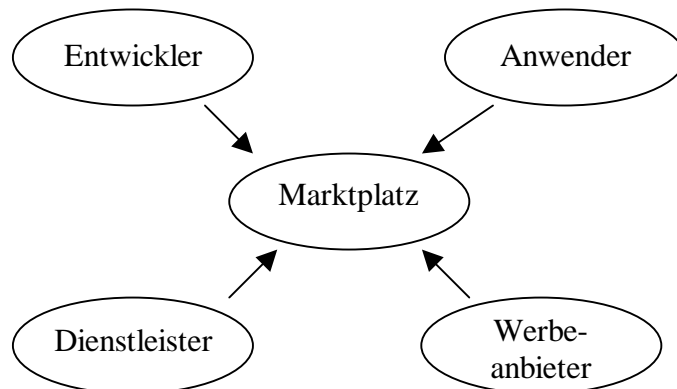 Entwickler
Anwender
Marktplatz
Dienstleister
Werbe-
anbieter